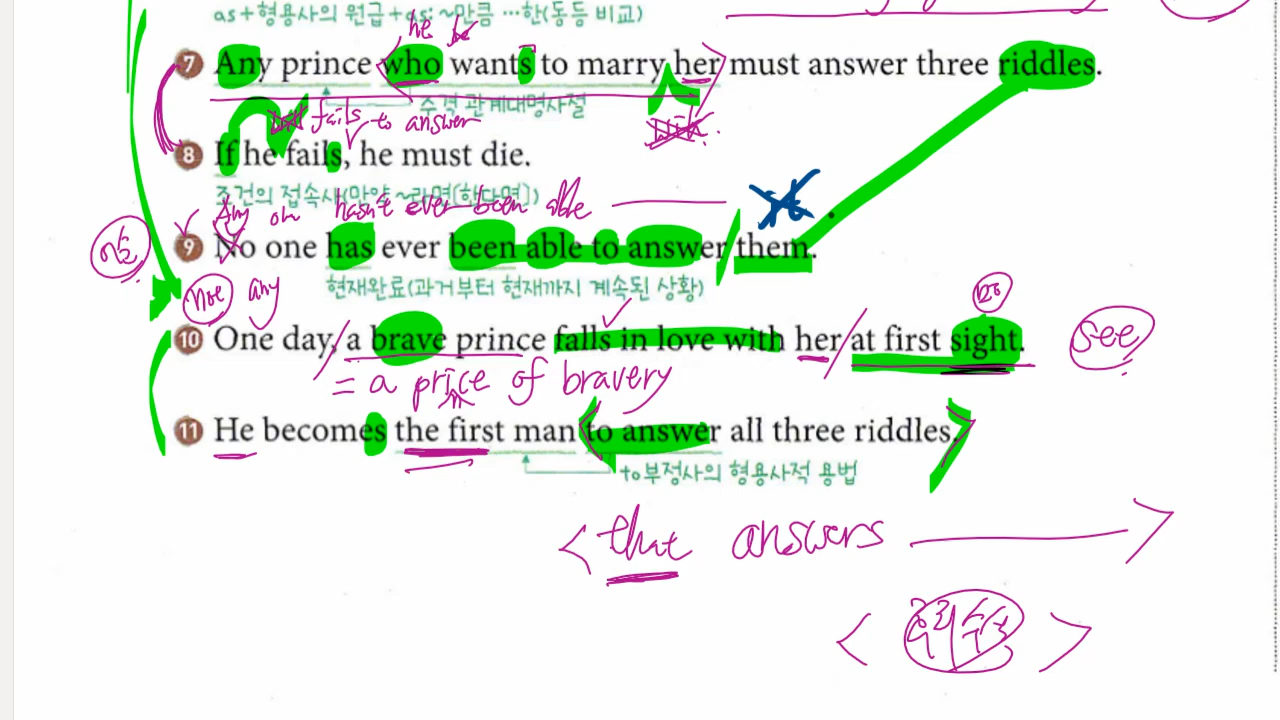 as+형용사의 원급+as: ~만큼 …한(동등 비교)
he
⑦ Any prince who wants to marry her must answer three riddles.
주격 관계대명사절
fails to answer
with.
⑧ If he fails, he must die.
조건의 접속사(만약 ~라면(한다면))
Any one hasn't ever been able
⑨ No one has ever been able to answer them.
not any
현재완료(과거부터 현재까지 계속된 상황)
⑩ One day, a brave prince falls in love with her at first sight.
see
= a prince of bravery
⑪ He becomes the first man to answer all three riddles.
to부정사의 형용사적 용법
< that answers >
< >